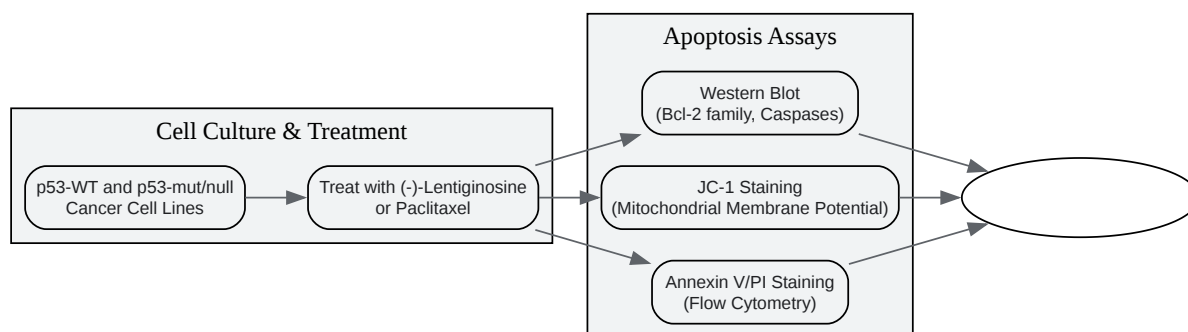 Cell Culture & Treatment
p53-WT and p53-mut/null
Cancer Cell Lines
Treat with (-)-Lentiginosine
or Paclitaxel
Apoptosis Assays
Western Blot
(Bcl-2 family, Caspases)
JC-1 Staining
(Mitochondrial Membrane Potential)
Annexin V/PI Staining
(Flow Cytometry)